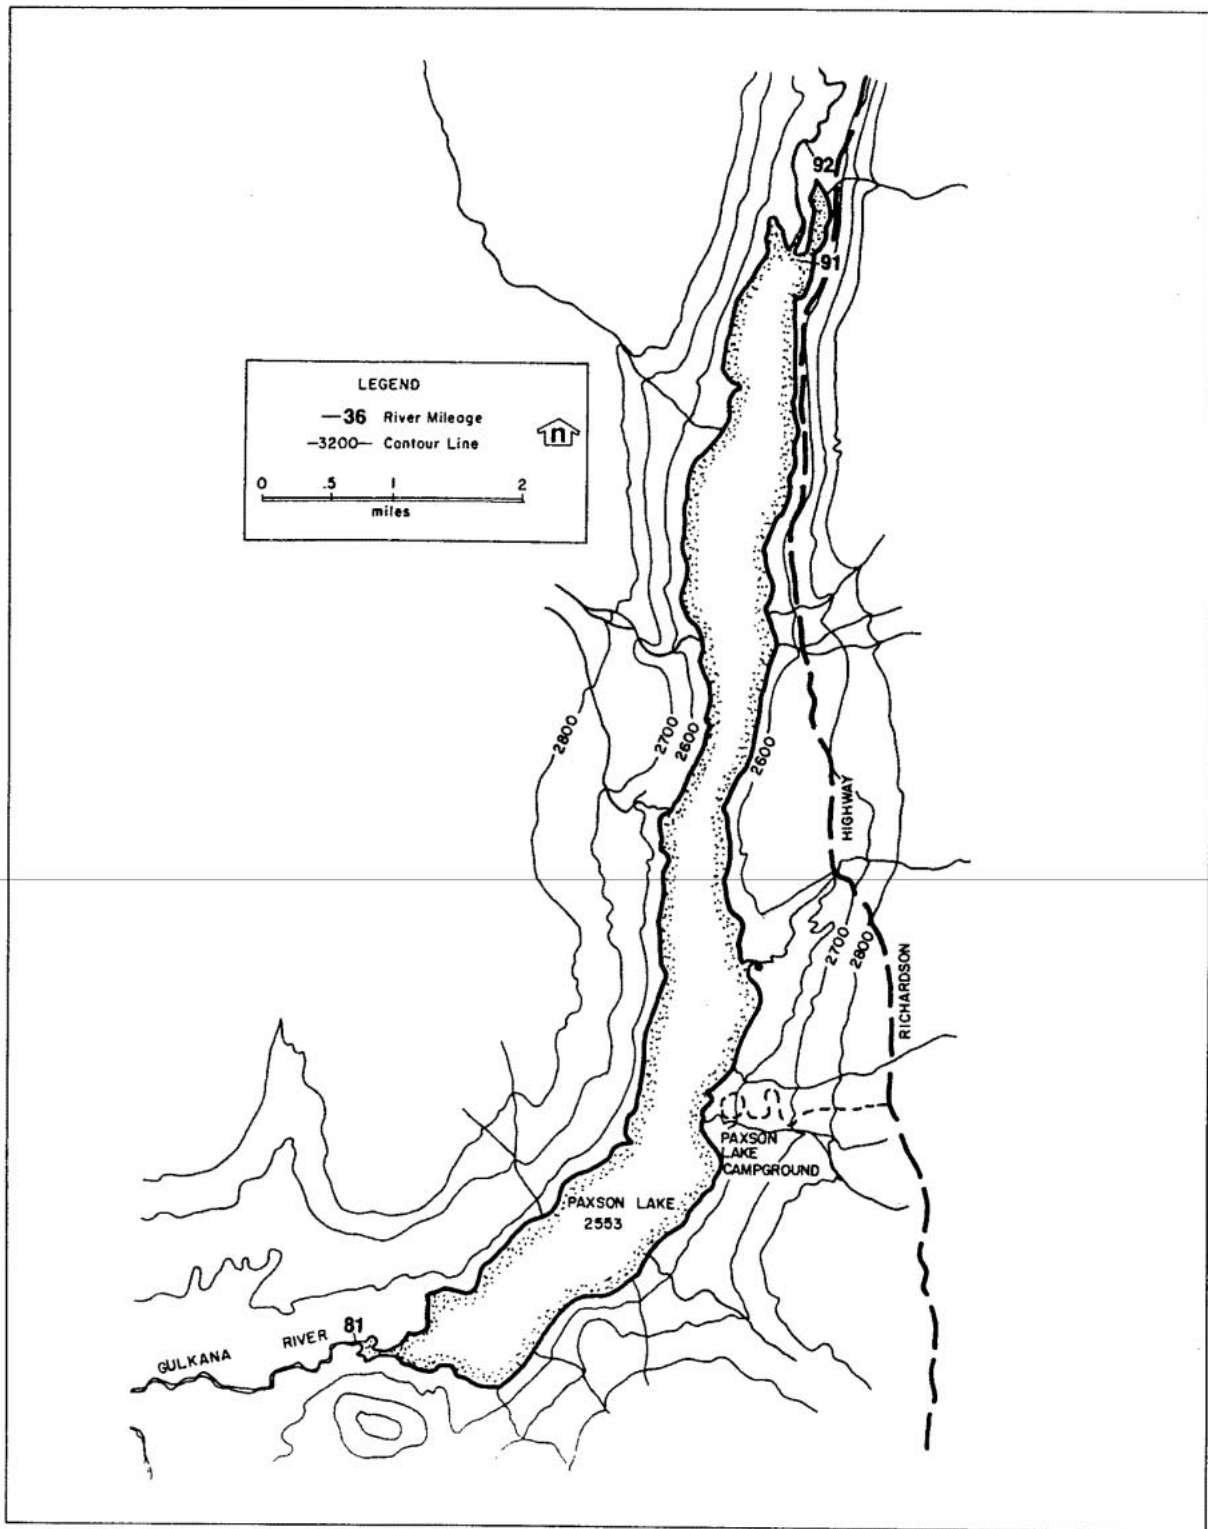 92
91
LEGEND
—36 River Mileage
—3200— Contour Line
n
0 .5 1 2
miles
2800
2700
2600
2600
HIGHWAY
2700
2800
RICHARDSON
PAXSON
LAKE
CAMPGROUND
PAXSON LAKE
2553
81
GULKANA RIVER